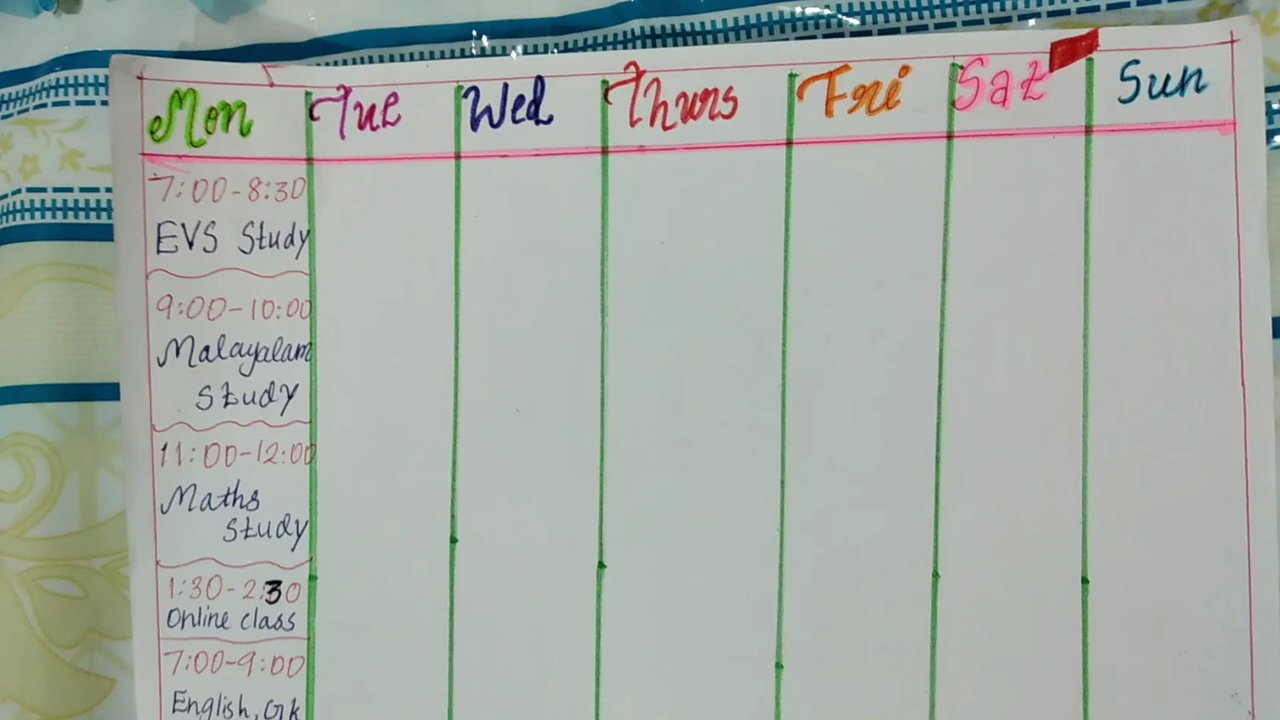 Mon Tue Wed Thurs Fri Sat Sun
7:00-8:30
EVS Study
9:00-10:00
Malayalam
Study
11:00-12:00
Maths
Study
1:30-2:30
Online class
7:00-9:00
English, Gk